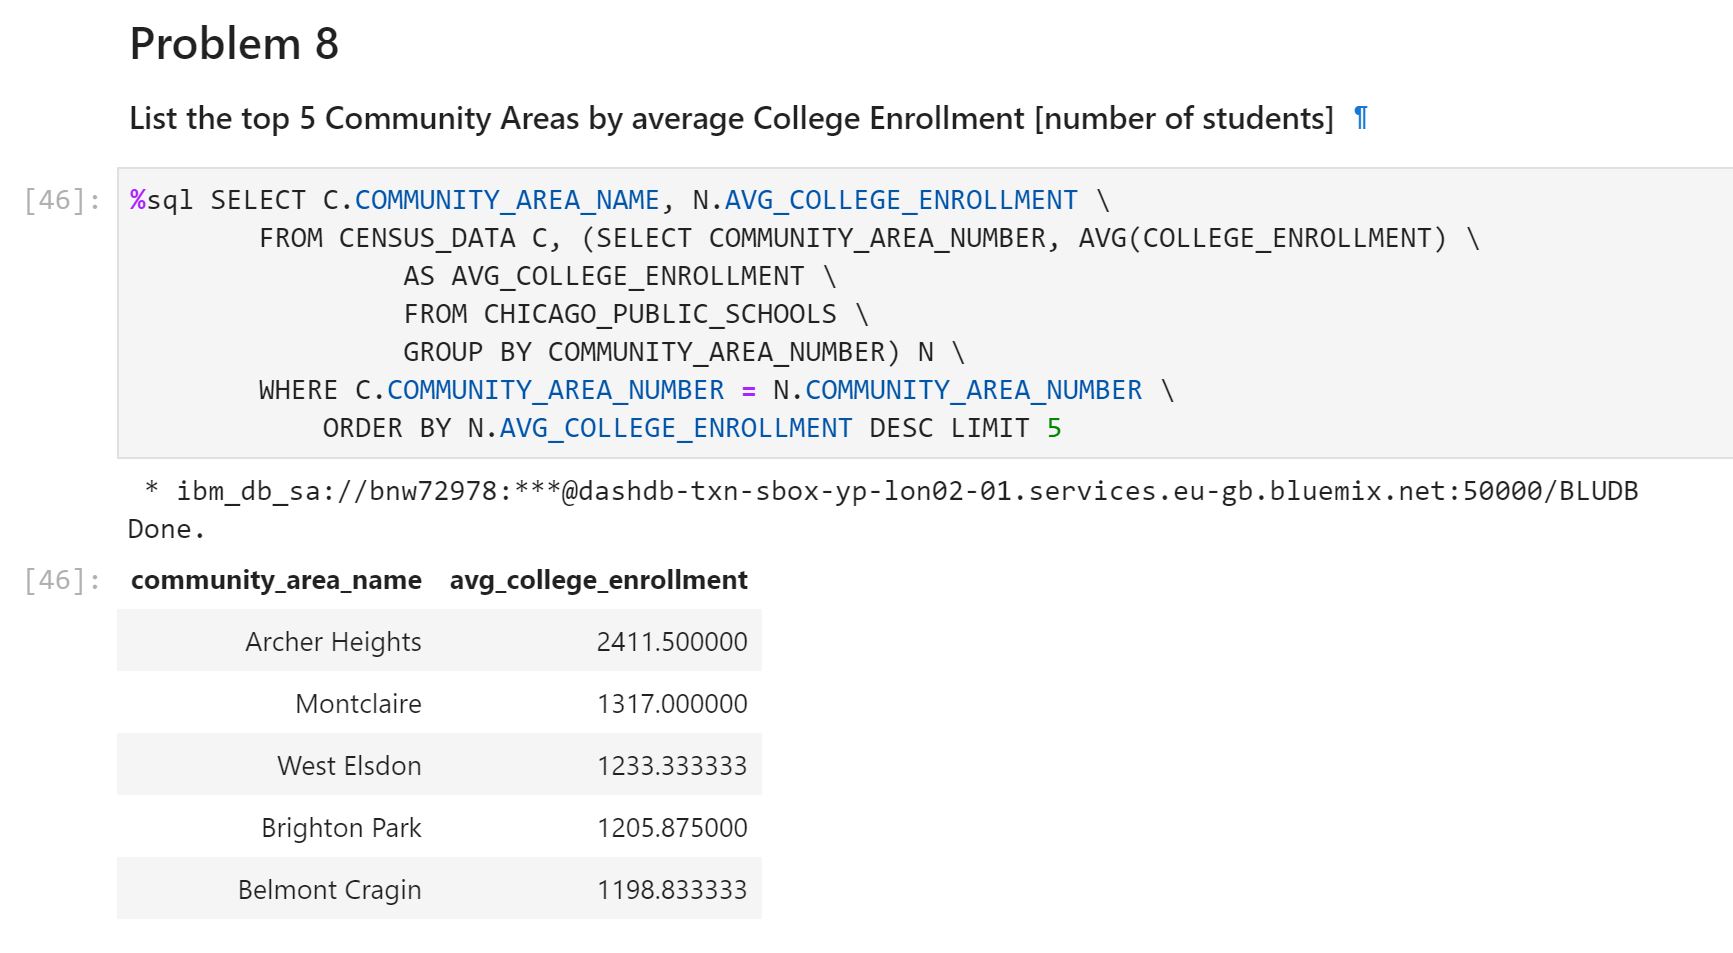 Problem 8
List the top 5 Community Areas by average College Enrollment [number of students] ¶
[46]: %sql SELECT C.COMMUNITY_AREA_NAME, N.AVG_COLLEGE_ENROLLMENT \
FROM CENSUS_DATA C, (SELECT COMMUNITY_AREA_NUMBER, AVG(COLLEGE_ENROLLMENT) \
AS AVG_COLLEGE_ENROLLMENT \
FROM CHICAGO_PUBLIC_SCHOOLS \
GROUP BY COMMUNITY_AREA_NUMBER) N \
WHERE C.COMMUNITY_AREA_NUMBER = N.COMMUNITY_AREA_NUMBER \
ORDER BY N.AVG_COLLEGE_ENROLLMENT DESC LIMIT 5
* ibm_db_sa://bnw72978:***@dashdb-txn-sbox-yp-lon02-01.services.eu-gb.bluemix.net:50000/BLUDB
Done.
[46]: community_area_name avg_college_enrollment
Archer Heights 2411.500000
Montclaire 1317.000000
West Elsdon 1233.333333
Brighton Park 1205.875000
Belmont Cragin 1198.833333